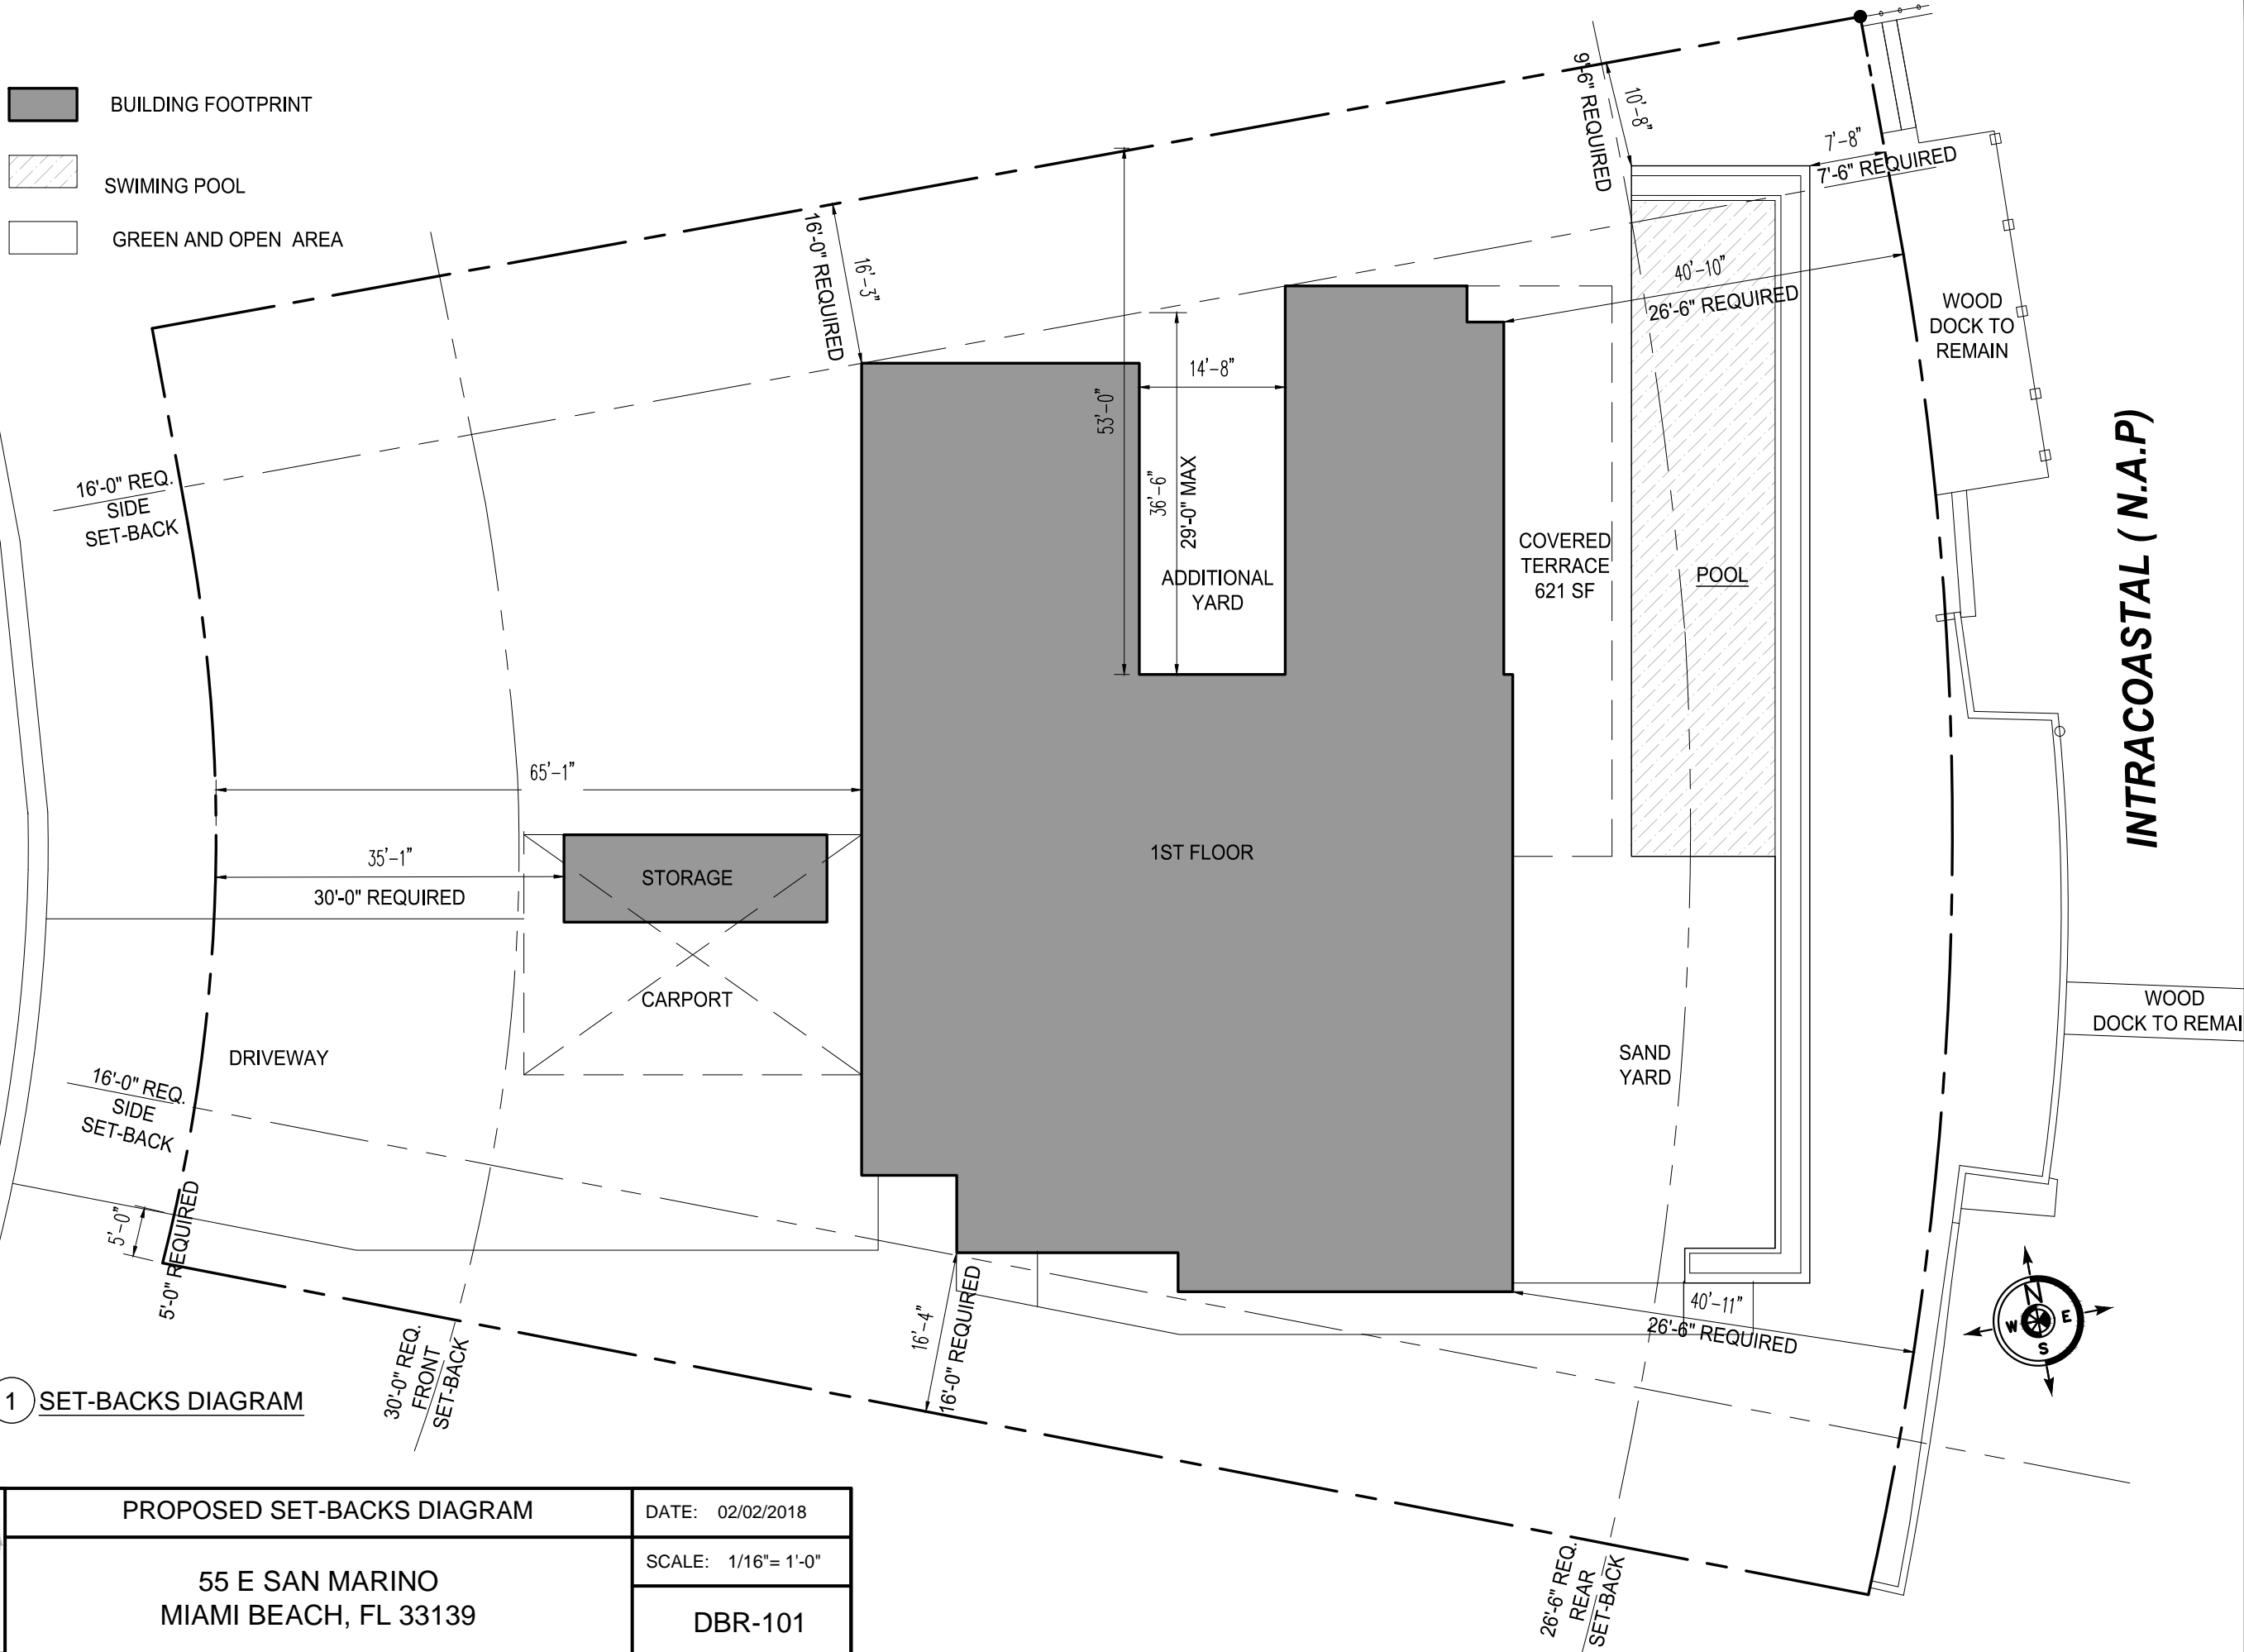 BUILDING FOOTPRINT
SWIMING POOL
GREEN AND OPEN AREA
9'-6" REQUIRED
10'-8"
7'-8"
7'-6" REQUIRED
16'-0" REQUIRED
16'-3"
40'-10"
26'-6" REQUIRED
WOOD
DOCK TO
REMAIN
14'-8"
53'-0"
36'-6"
29'-0" MAX
ADDITIONAL
YARD
COVERED
TERRACE
621 SF
POOL
INTRACOASTAL ( N.A.P)
16'-0" REQ.
SIDE
SET-BACK
65'-1"
35'-1"
30'-0" REQUIRED
STORAGE
CARPORT
1ST FLOOR
DRIVEWAY
SAND
YARD
WOOD
DOCK TO REMAI
16'-0" REQ.
SIDE
SET-BACK
5'-0"
5'-0" REQUIRED
16'-4"
16'-0" REQUIRED
40'-11"
26'-6" REQUIRED
N
W
E
S
30'-0" REQ.
FRONT
SET-BACK
26'-6" REQ.
REAR
SET-BACK
1 SET-BACKS DIAGRAM
PROPOSED SET-BACKS DIAGRAM
DATE: 02/02/2018
SCALE: 1/16"= 1'-0"
55 E SAN MARINO
MIAMI BEACH, FL 33139
DBR-101